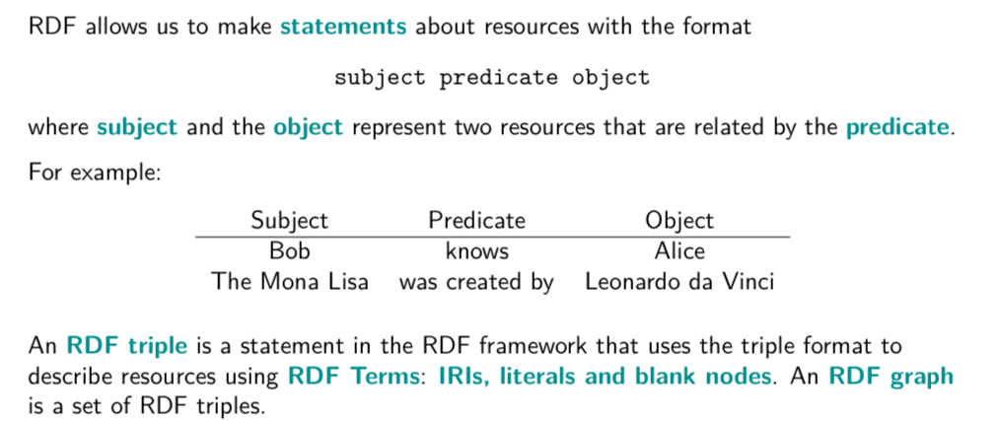 RDF allows us to make statements about resources with the format
subject predicate object
where subject and the object represent two resources that are related by the predicate.
For example:
Subject Predicate Object
Bob knows Alice
The Mona Lisa was created by Leonardo da Vinci
An RDF triple is a statement in the RDF framework that uses the triple format to
describe resources using RDF Terms: IRIs, literals and blank nodes. An RDF graph
is a set of RDF triples.